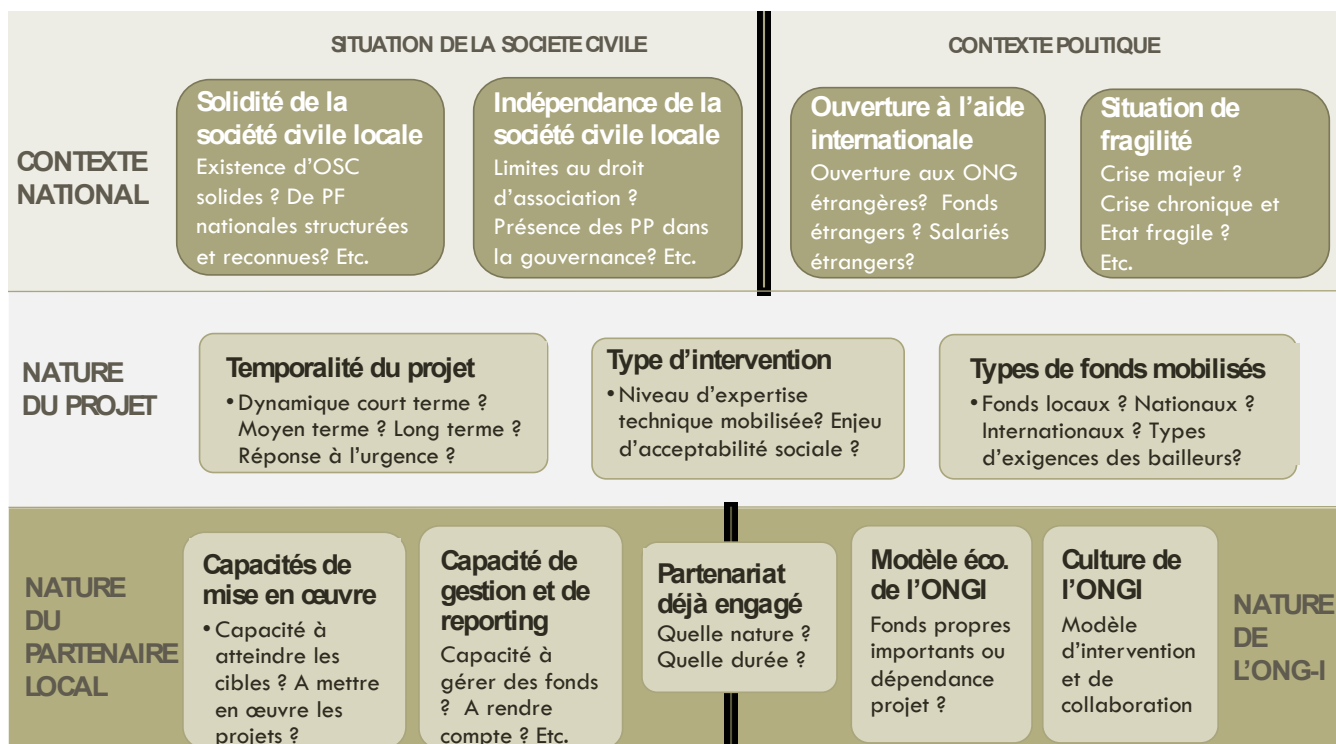 SITUATION DE LA SOCIETE CIVILE
CONTEXTE POLITIQUE
CONTEXTE
NATIONAL
Solidité de la
société civile locale
Existence d'OSC
solides ? De PF
nationales structurées
et reconnues? Etc.
Indépendance de la
société civile locale
Limites au droit
d'association ?
Présence des PP dans
la gouvernance? Etc.
Ouverture à l'aide
internationale
Ouverture aux ONG
étrangères? Fonds
étrangers ? Salariés
étrangers?
Situation de
fragilité
Crise majeur ?
Crise chronique et
Etat fragile ?
Etc.
NATURE
DU PROJET
Temporalité du projet
• Dynamique court terme ?
Moyen terme ? Long terme ?
Réponse à l'urgence ?
Type d'intervention
• Niveau d'expertise
technique mobilisée? Enjeu
d'acceptabilité sociale ?
Types de fonds mobilisés
• Fonds locaux ? Nationaux ?
Internationaux ? Types
d'exigences des bailleurs?
NATURE
DU
PARTENAIRE
LOCAL
Capacités de
mise en œuvre
• Capacité à
atteindre les
cibles ? A mettre
en œuvre les
projets ?
Capacité de
gestion et de
reporting
Capacité à
gérer des fonds
? A rendre
compte ? Etc.
Partenariat
déjà engagé
Quelle nature ?
Quelle durée ?
Modèle éco.
de l'ONGI
Fonds propres
importants ou
dépendance
projet ?
Culture de
l'ONGI
Modèle
d'intervention
et de
collaboration
NATURE
DE
L'ONG-I